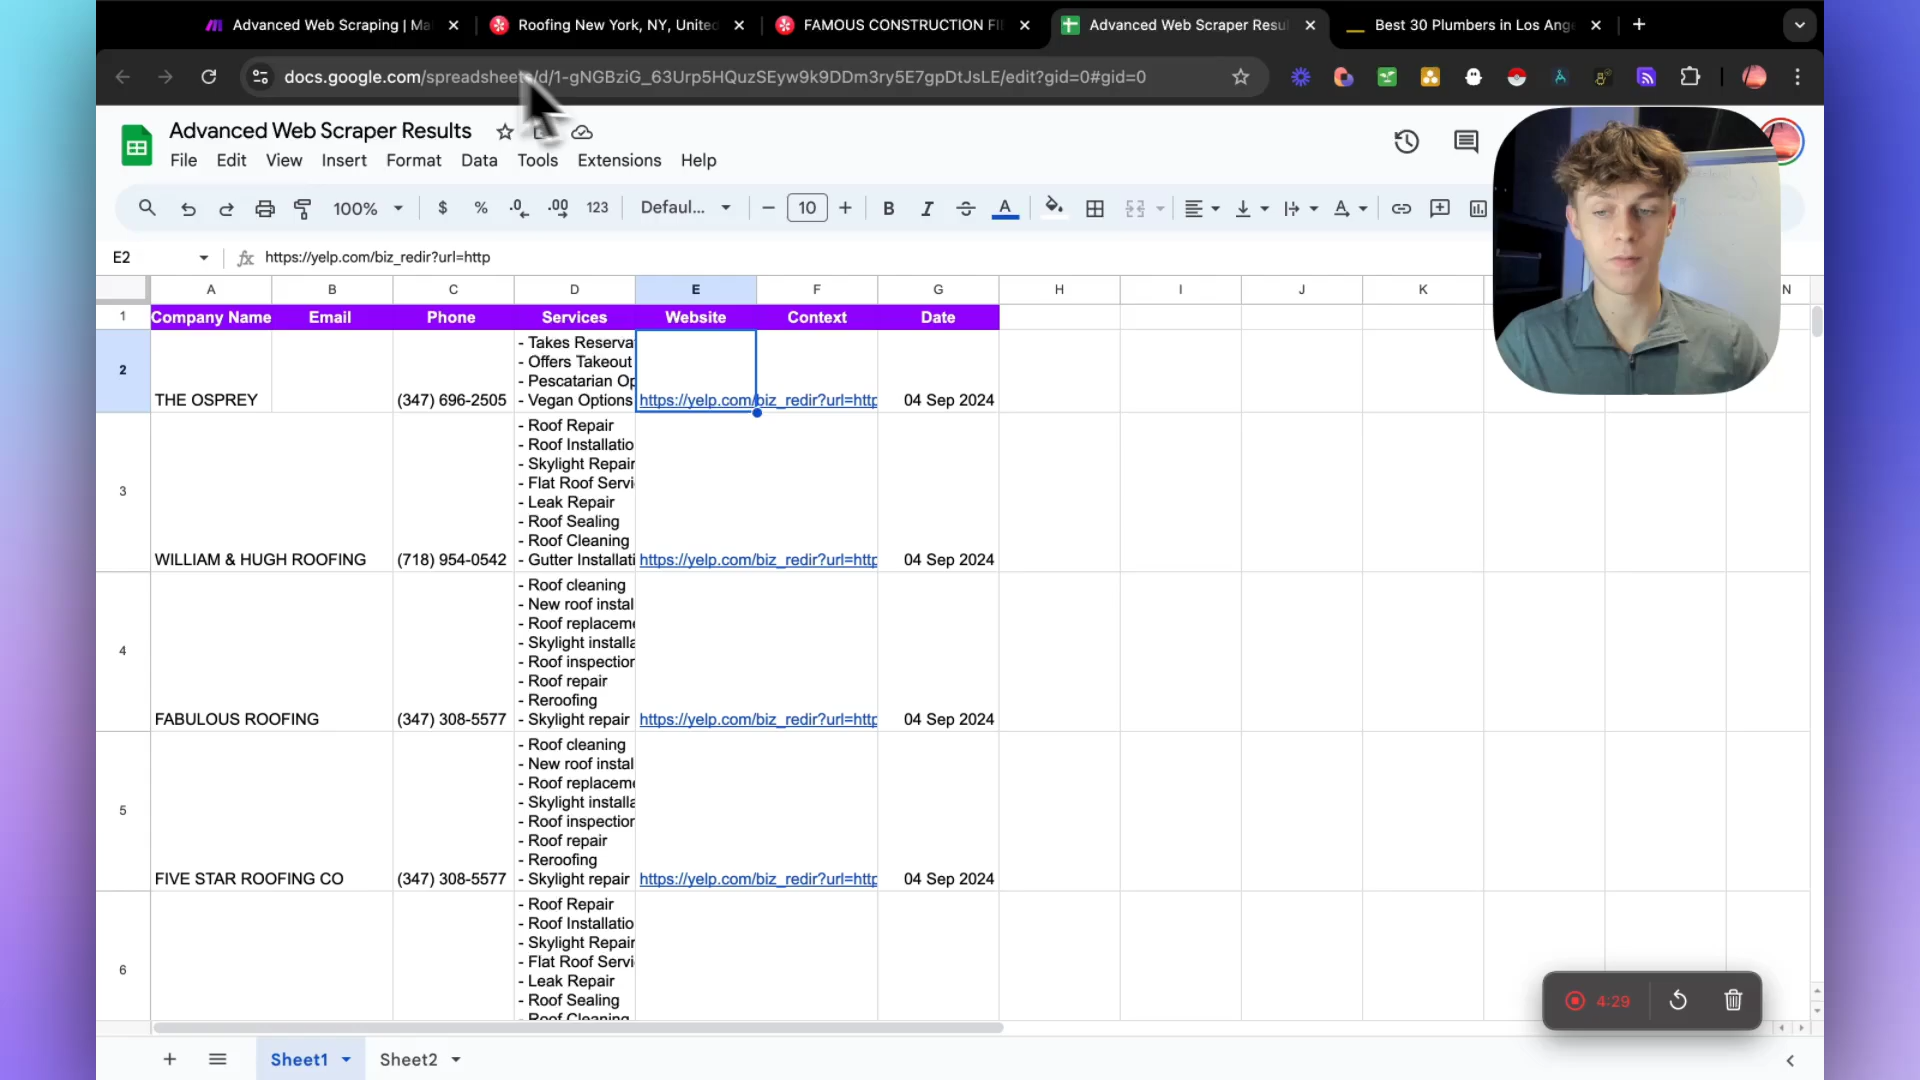 Advanced Web Scraping | Ma
Roofing New York, NY, United
FAMOUS CONSTRUCTION FI
Advanced Web Scraper Resul
Best 30 Plumbers in Los Ange
docs.google.com/spreadsheets/d/1-gNGBziG_63Urp5HQuzSEyw9k9DDm3ry5E7gpDtJsLE/edit?gid=0#gid=0
Advanced Web Scraper Results
File Edit View Insert Format Data Tools Extensions Help
100% $ % .0 .00 123 Defaul... 10 B I A
E2 fx https://yelp.com/biz_redir?url=http
A B C D E F G H I J K N
1 Company Name Email Phone Services Website Context Date
- Takes Reserva
- Offers Takeout
2 - Pescatarian Op
THE OSPREY (347) 696-2505 - Vegan Options https://yelp.com/biz_redir?url=http 04 Sep 2024
- Roof Repair
- Roof Installatio
- Skylight Repair
- Flat Roof Servi
3 - Leak Repair
- Roof Sealing
- Roof Cleaning
WILLIAM & HUGH ROOFING (718) 954-0542 - Gutter Installati https://yelp.com/biz_redir?url=http 04 Sep 2024
- Roof cleaning
- New roof instal
- Roof replaceme
- Skylight installa
4 - Roof inspection
- Roof repair
- Reroofing
FABULOUS ROOFING (347) 308-5577 - Skylight repair https://yelp.com/biz_redir?url=http 04 Sep 2024
- Roof cleaning
- New roof instal
- Roof replaceme
- Skylight installa
5 - Roof inspection
- Roof repair
- Reroofing
FIVE STAR ROOFING CO (347) 308-5577 - Skylight repair https://yelp.com/biz_redir?url=http 04 Sep 2024
- Roof Repair
- Roof Installatio
- Skylight Repair
- Flat Roof Servi
6 - Leak Repair
- Roof Sealing
- Roof Cleaning
4:29
Sheet1 Sheet2